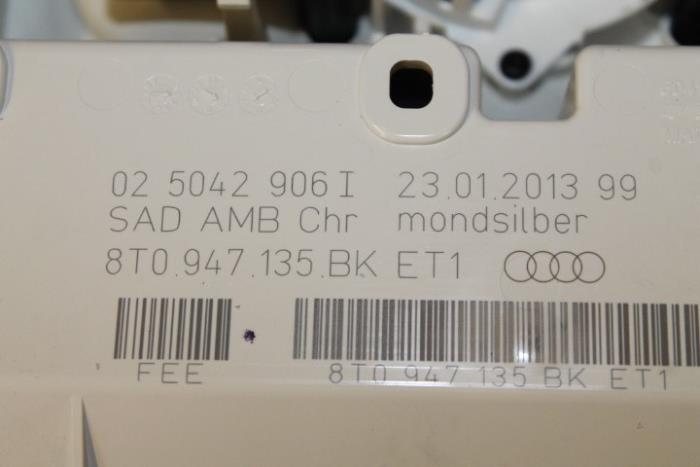 02 5042 906 I 23.01.2013 99
SAD AMB Chr mondsilber
8T0.947.135.BK ET1
FEE
8T0 947 135 BK ET1